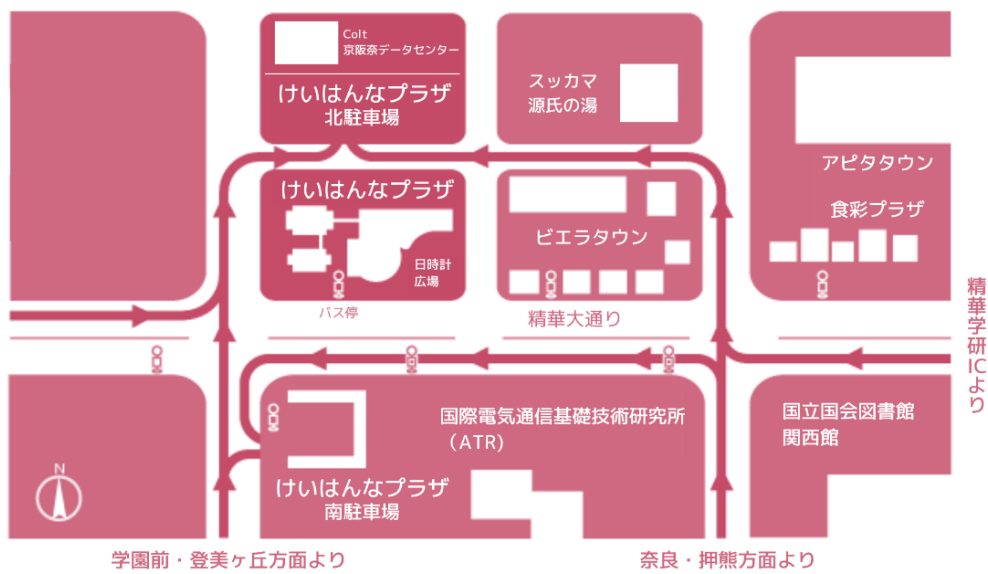 Colt
京阪奈データセンター
けいはんなプラザ
北駐車場
スッカマ
源氏の湯
アピタタウン
食彩プラザ
けいはんなプラザ
日時計
広場
バス停
ビエラタウン
精華大通り
精華学研ICより
国際電気通信基礎技術研究所
（ATR)
国立国会図書館
関西館
けいはんなプラザ
南駐車場
N
学園前・登美ヶ丘方面より
奈良・押熊方面より